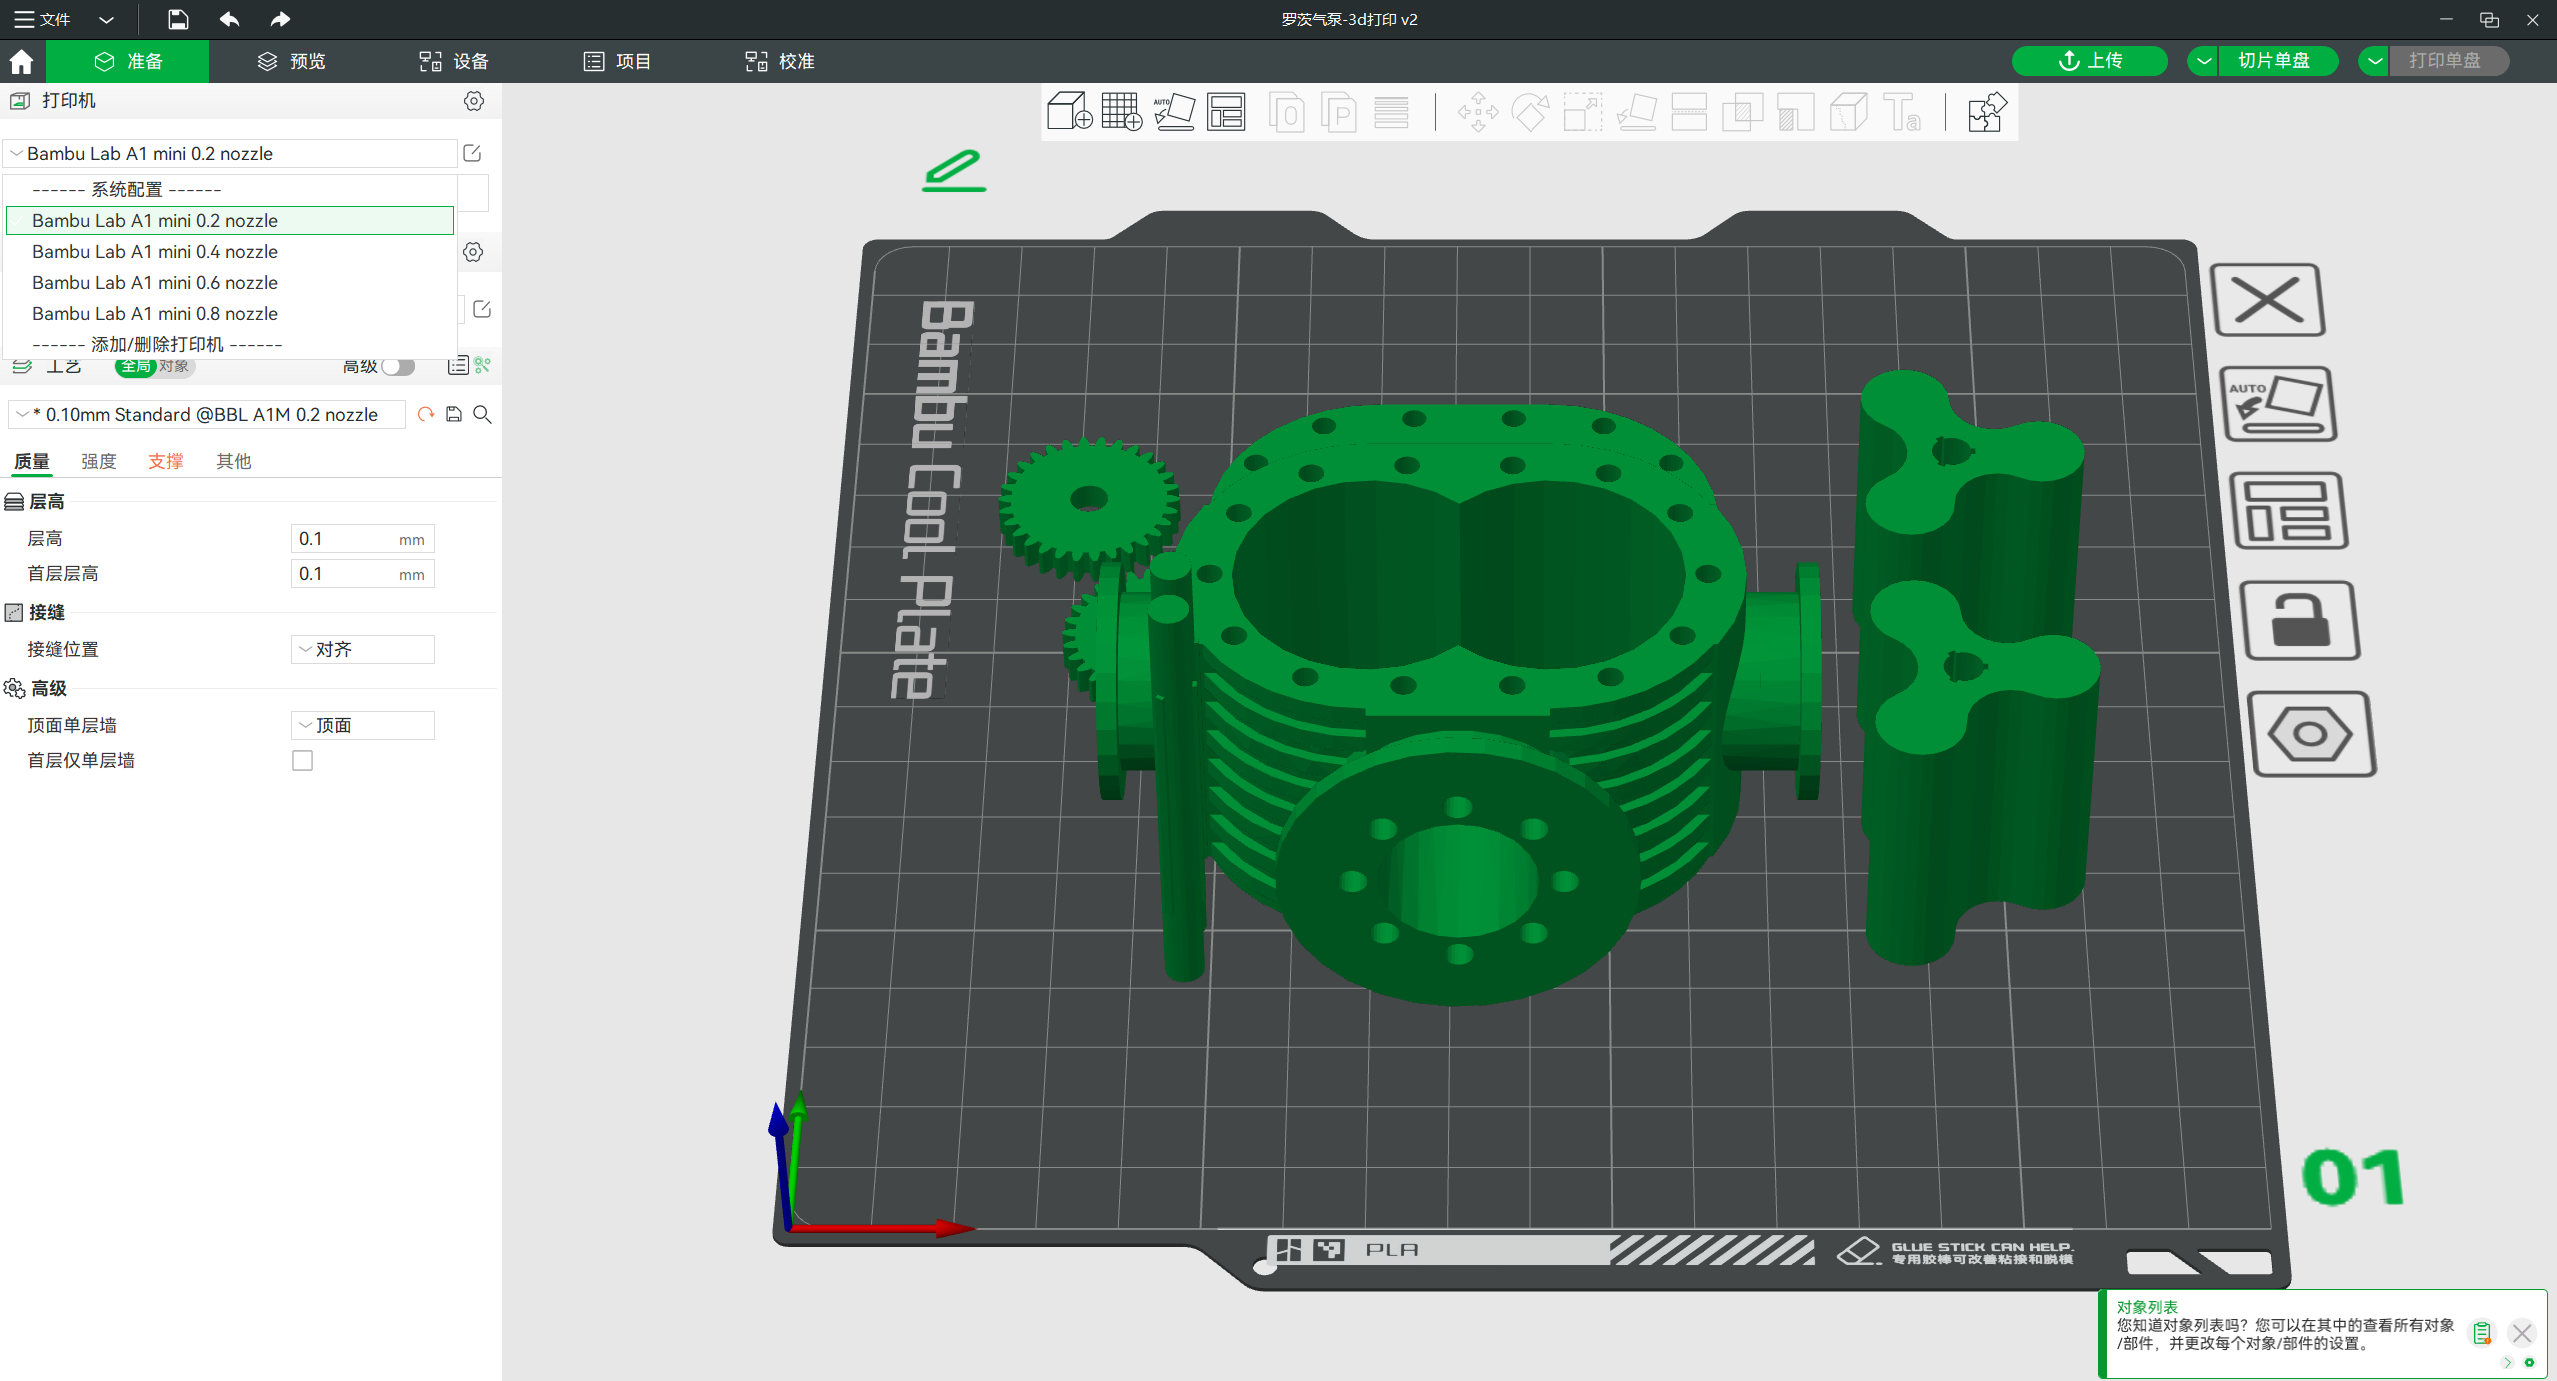 文件
罗茨气泵-3d打印 v2
准备
预览
设备
项目
校准
上传
切片单盘
打印单盘
打印机
Bambu Lab A1 mini 0.2 nozzle
------ 系统配置 ------
Bambu Lab A1 mini 0.2 nozzle
Bambu Lab A1 mini 0.4 nozzle
Bambu Lab A1 mini 0.6 nozzle
Bambu Lab A1 mini 0.8 nozzle
------ 添加/删除打印机 ------
工艺 全局 对象 高级
* 0.10mm Standard @BBL A1M 0.2 nozzle
质量 强度 支撑 其他
层高
层高 0.1 mm
首层层高 0.1 mm
接缝
接缝位置 对齐
高级
顶面单层墙 顶面
首层仅单层墙
AUTO
O
P
Ta
Bambu Cool Plate
AUTO
01
PLA
GLUE STICK CAN HELP.
专用胶棒可改善粘接和脱模
对象列表
您知道对象列表吗？您可以在其中的查看所有对象
/部件，并更改每个对象/部件的设置。